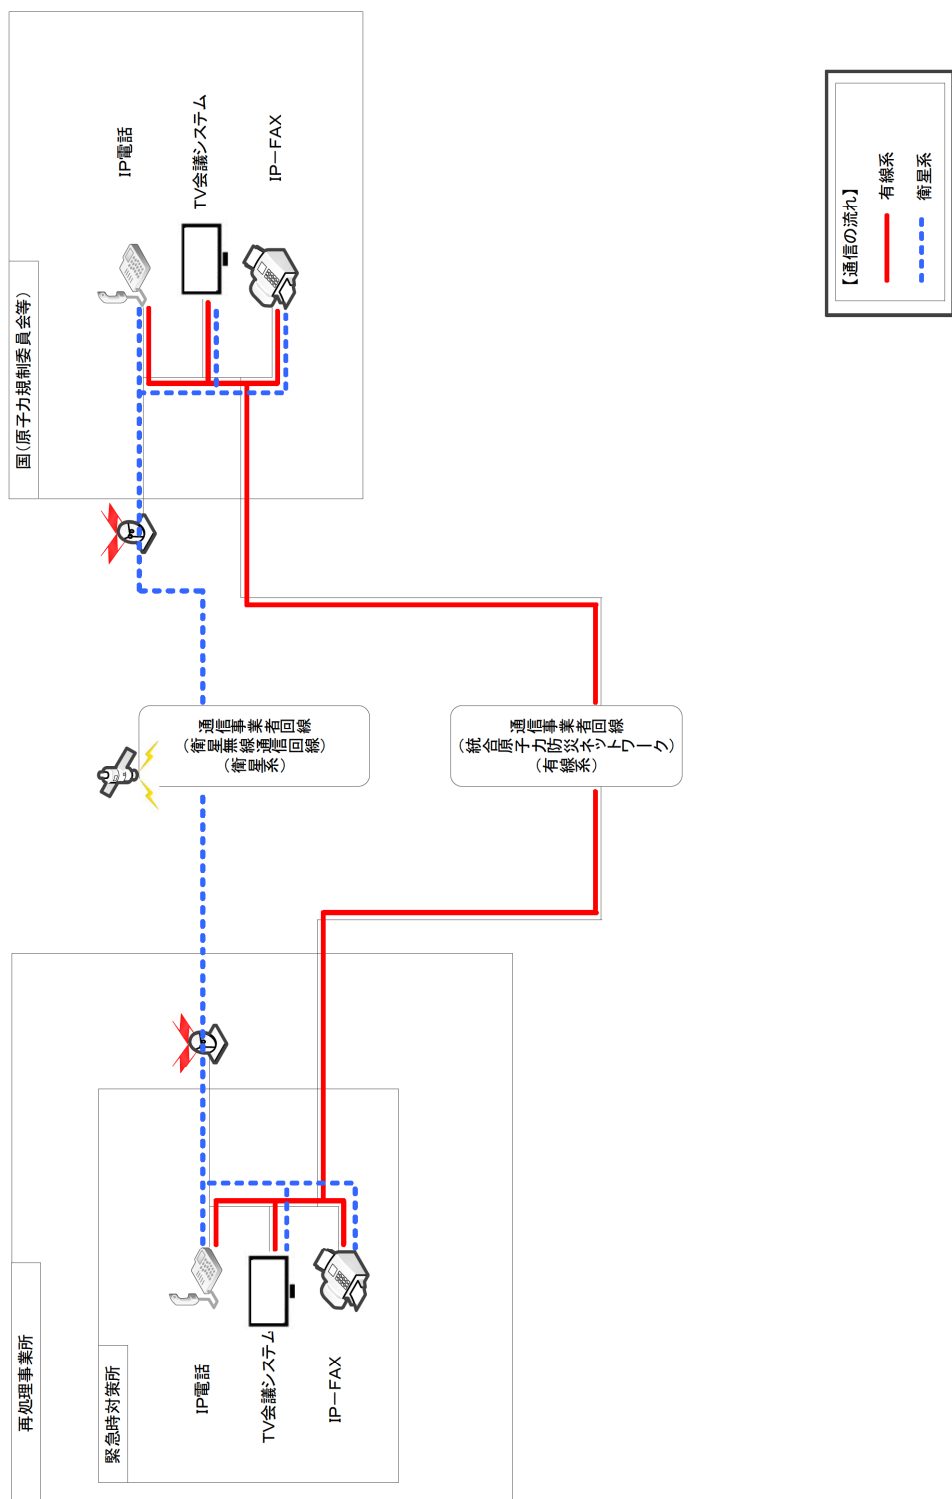 再処理事業所
緊急時対策所
IP電話
TV会議システム
IP-FAX
通信事業者回線
(衛星無線通信回線)
(衛星系)
通信事業者回線
(統合原子力防災ネットワーク)
(有線系)
国(原子力規制委員会等)
IP電話
TV会議システム
IP-FAX
【通信の流れ】
有線系
衛星系